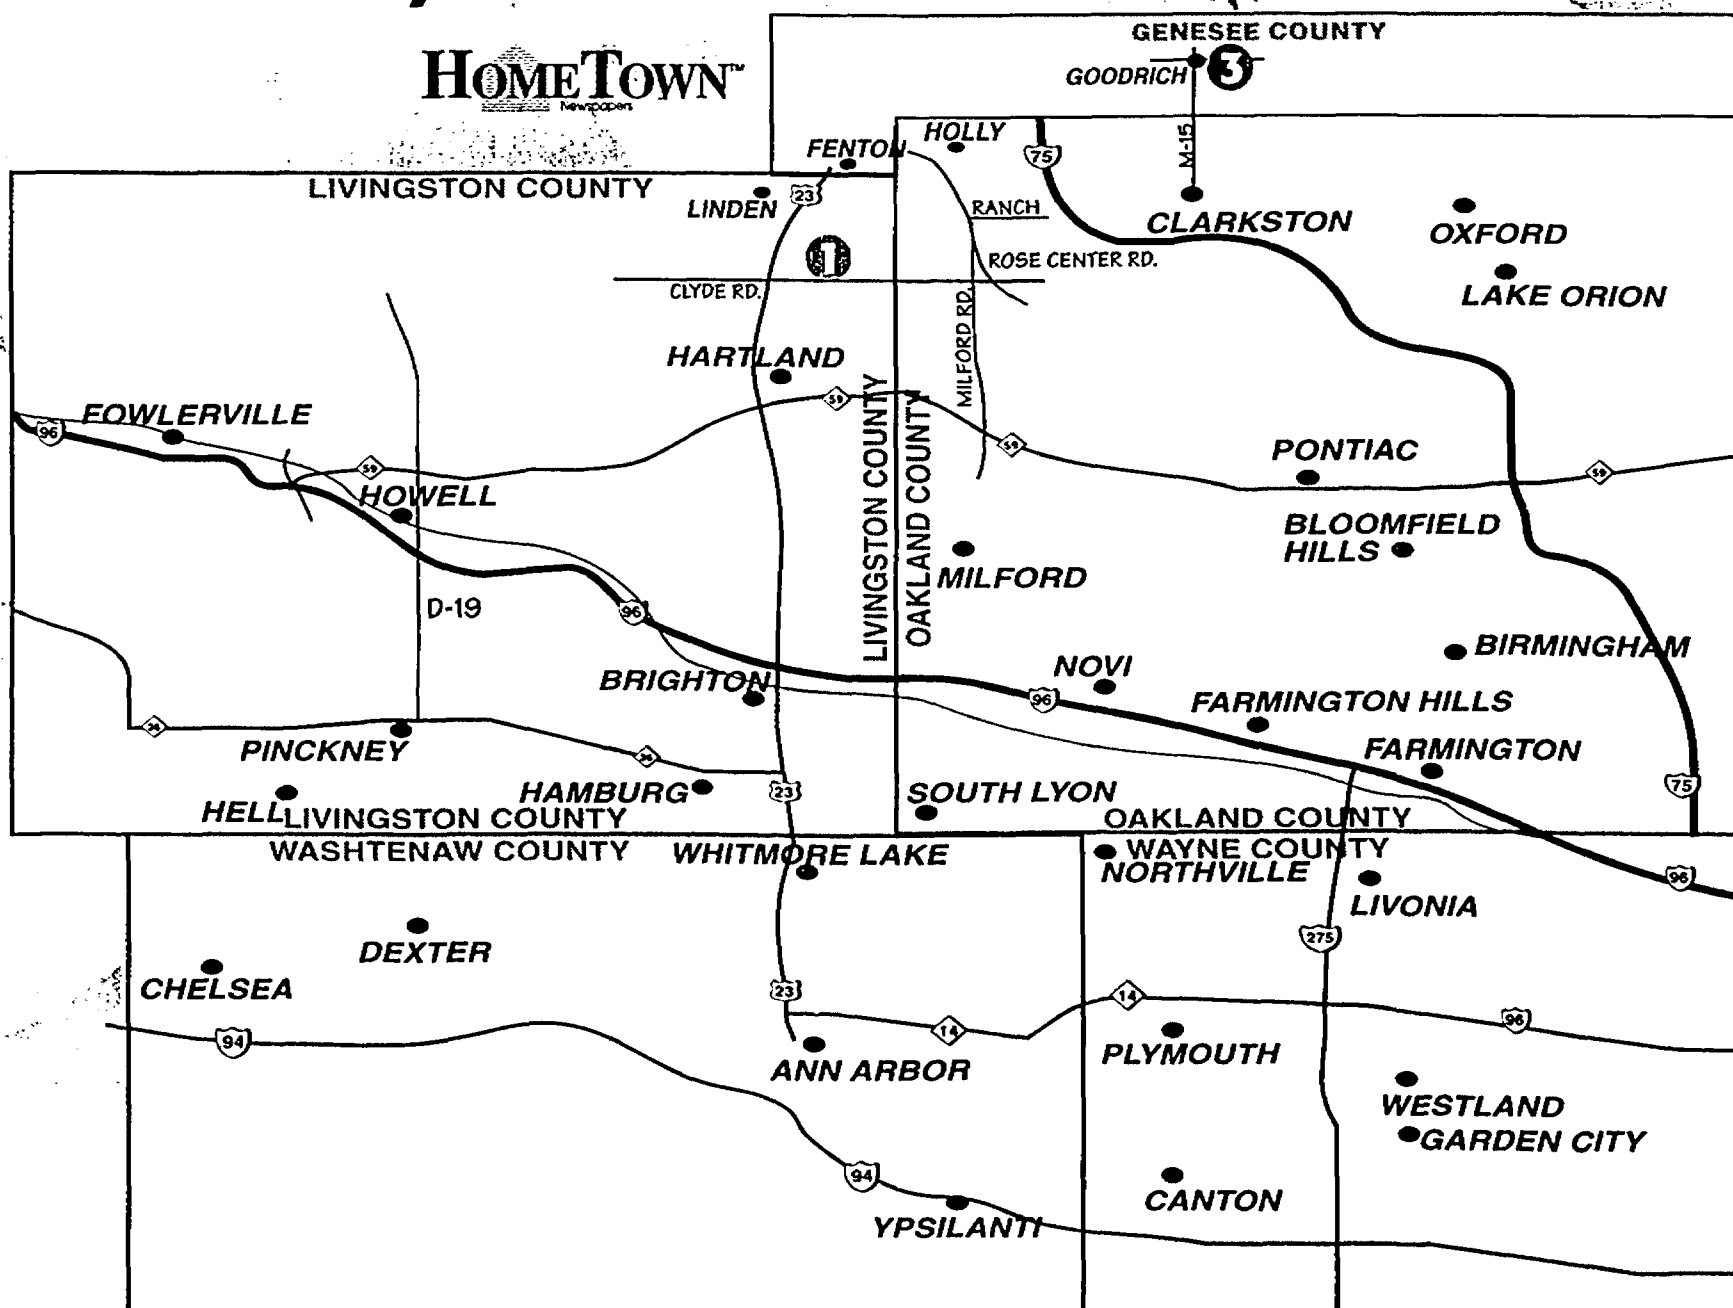 GENESEE COUNTY
HOMETOWN™
Newspapers
GOODRICH
3
M-15
HOLLY
FENTON
75
LIVINGSTON COUNTY
LINDEN
23
RANCH
CLARKSTON
OXFORD
1
ROSE CENTER RD.
CLYDE RD.
LAKE ORION
MILFORD RD.
HARTLAND
59
FOWLERVILLE
96
59
HOWELL
LIVINGSTON COUNTY
OAKLAND COUNTY
59
PONTIAC
59
BLOOMFIELD
HILLS
MILFORD
D-19
96
BIRMINGHAM
BRIGHTON
NOVI
96
FARMINGTON HILLS
36
PINCKNEY
36
FARMINGTON
HELL
HAMBURG
23
SOUTH LYON
75
LIVINGSTON COUNTY
OAKLAND COUNTY
WASHTENAW COUNTY
WHITMORE LAKE
WAYNE COUNTY
NORTHVILLE
96
LIVONIA
DEXTER
275
CHELSEA
23
14
96
94
14
ANN ARBOR
PLYMOUTH
WESTLAND
GARDEN CITY
94
CANTON
YPSILANTI